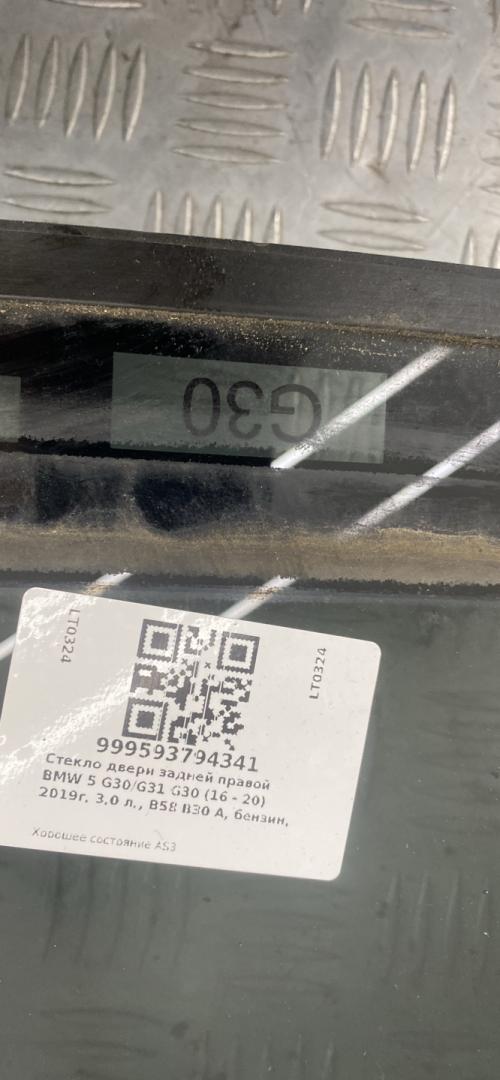 G30
LT0324
LT0324
999593794341
Стекло двери задней правой
BMW 5 G30/G31 G30 (16 - 20)
2019г. 3,0 л., B58 B30 A, бензин,
Хорошее состояние AS3